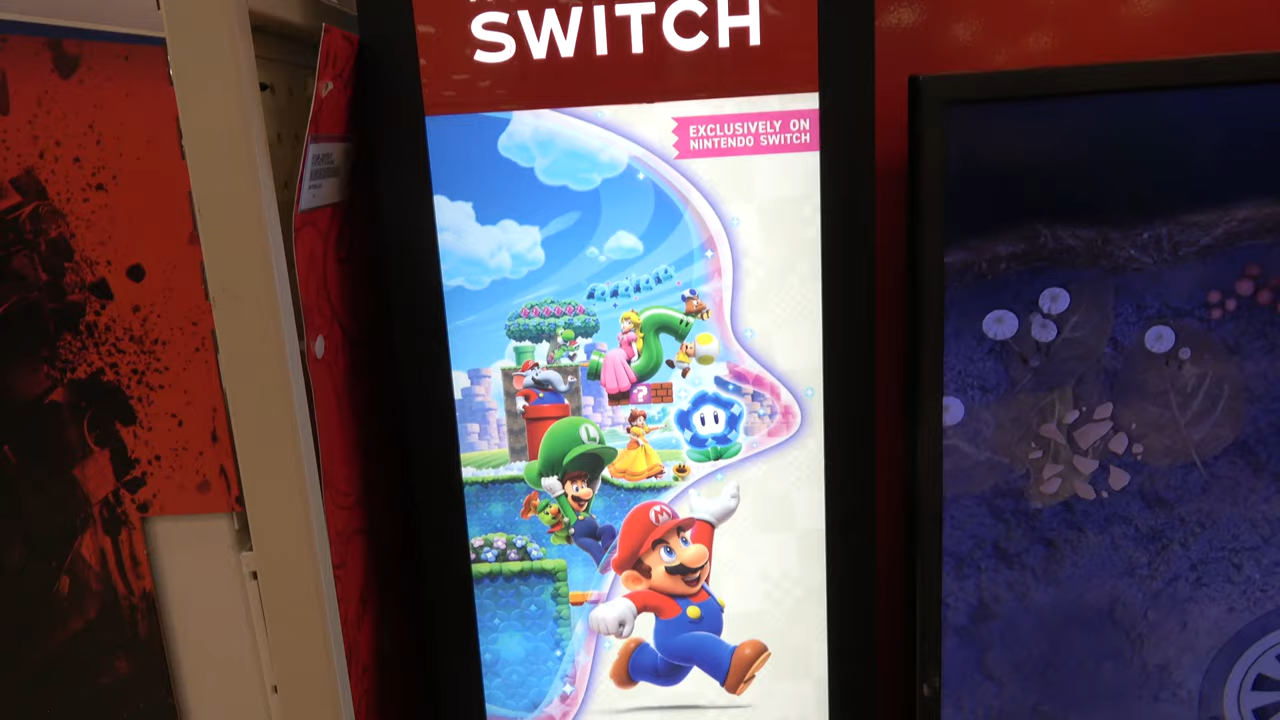 SWITCH
EXCLUSIVELY ON
NINTENDO SWITCH
L
M
?